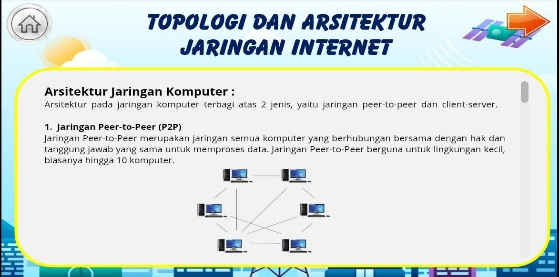 TOPOLOGI DAN ARSITEKTUR
JARINGAN INTERNET
Arsitektur Jaringan Komputer :
Arsitektur pada jaringan komputer terbagi atas 2 jenis, yaitu jaringan peer-to-peer dan client-server.
1. Jaringan Peer-to-Peer (P2P)
Jaringan Peer-to-Peer merupakan jaringan semua komputer yang berhubungan bersama dengan hak dan
tanggung jawab yang sama untuk memproses data. Jaringan Peer-to-Peer berguna untuk lingkungan kecil,
biasanya hingga 10 komputer.